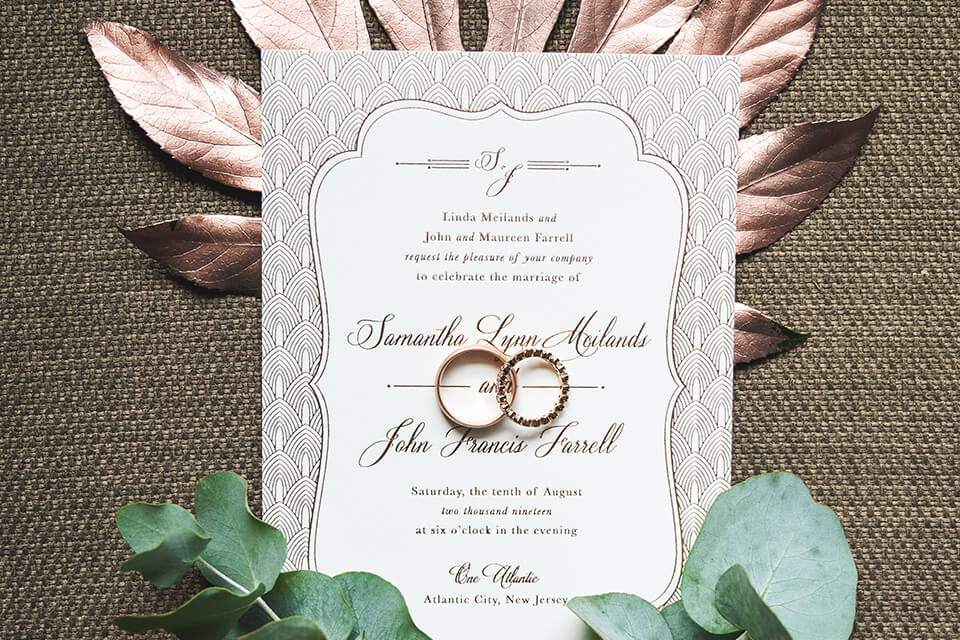 S & J
Linda Meilands and
John and Maureen Farrell
request the pleasure of your company
to celebrate the marriage of
Samantha Lynn Meilands
and
John Francis Farrell
Saturday, the tenth of August
two thousand nineteen
at six o'clock in the evening
One Atlantic
Atlantic City, New Jersey